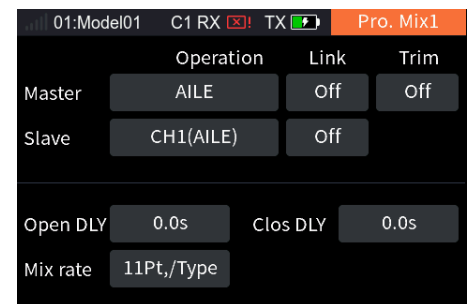 01:Model01 C1 RX ! TX Pro. Mix1
Operation Link Trim
Master AILE Off Off
Slave CH1(AILE) Off
Open DLY 0.0s Clos DLY 0.0s
Mix rate 11Pt,/Type